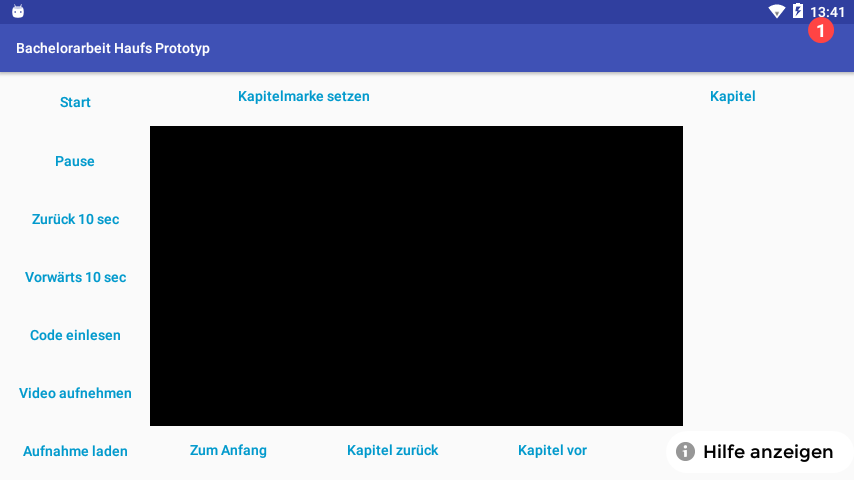 13:41
1
Bachelorarbeit Haufs Prototyp
Start
Kapitelmarke setzen
Kapitel
Pause
Zurück 10 sec
Vorwärts 10 sec
Code einlesen
Video aufnehmen
Aufnahme laden
Zum Anfang
Kapitel zurück
Kapitel vor
Hilfe anzeigen